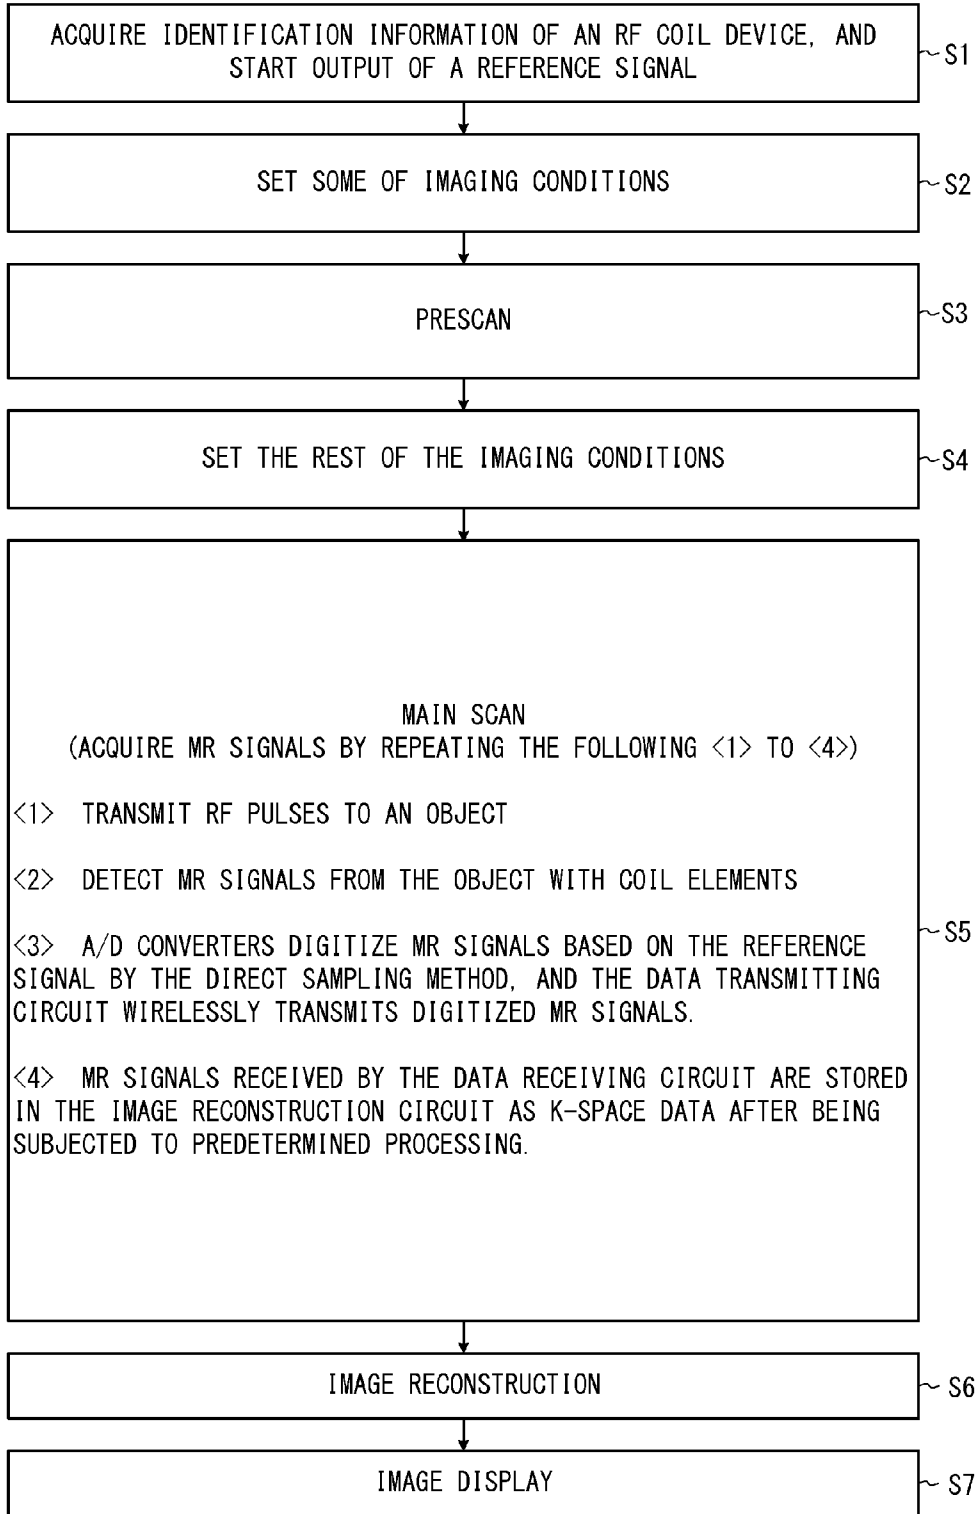 ACQUIRE IDENTIFICATION INFORMATION OF AN RF COIL DEVICE, AND
START OUTPUT OF A REFERENCE SIGNAL
S1
SET SOME OF IMAGING CONDITIONS
S2
PRESCAN
S3
SET THE REST OF THE IMAGING CONDITIONS
S4
MAIN SCAN
(ACQUIRE MR SIGNALS BY REPEATING THE FOLLOWING <1> TO <4>)
<1> TRANSMIT RF PULSES TO AN OBJECT
<2> DETECT MR SIGNALS FROM THE OBJECT WITH COIL ELEMENTS
<3> A/D CONVERTERS DIGITIZE MR SIGNALS BASED ON THE REFERENCE
SIGNAL BY THE DIRECT SAMPLING METHOD, AND THE DATA TRANSMITTING
CIRCUIT WIRELESSLY TRANSMITS DIGITIZED MR SIGNALS.
<4> MR SIGNALS RECEIVED BY THE DATA RECEIVING CIRCUIT ARE STORED
IN THE IMAGE RECONSTRUCTION CIRCUIT AS K-SPACE DATA AFTER BEING
SUBJECTED TO PREDETERMINED PROCESSING.
S5
IMAGE RECONSTRUCTION
S6
IMAGE DISPLAY
S7